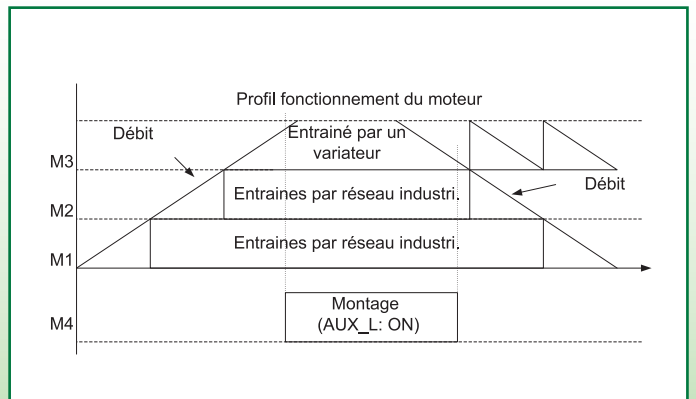 Profil fonctionnement du moteur
Débit
Entrainé par un
variateur
M3
Débit
Entraines par réseau industri.
M2
Entraines par réseau industri.
M1
Montage
M4
(AUX_L: ON)